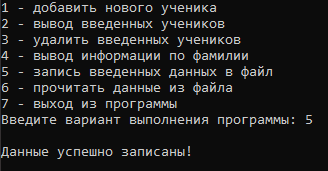 1 - добавить нового ученика
2 - вывод введенных учеников
3 - удалить введенных учеников
4 - вывод информации по фамилии
5 - запись введенных данных в файл
6 - прочитать данные из файла
7 - выход из программы
Введите вариант выполнения программы: 5
Данные успешно записаны!